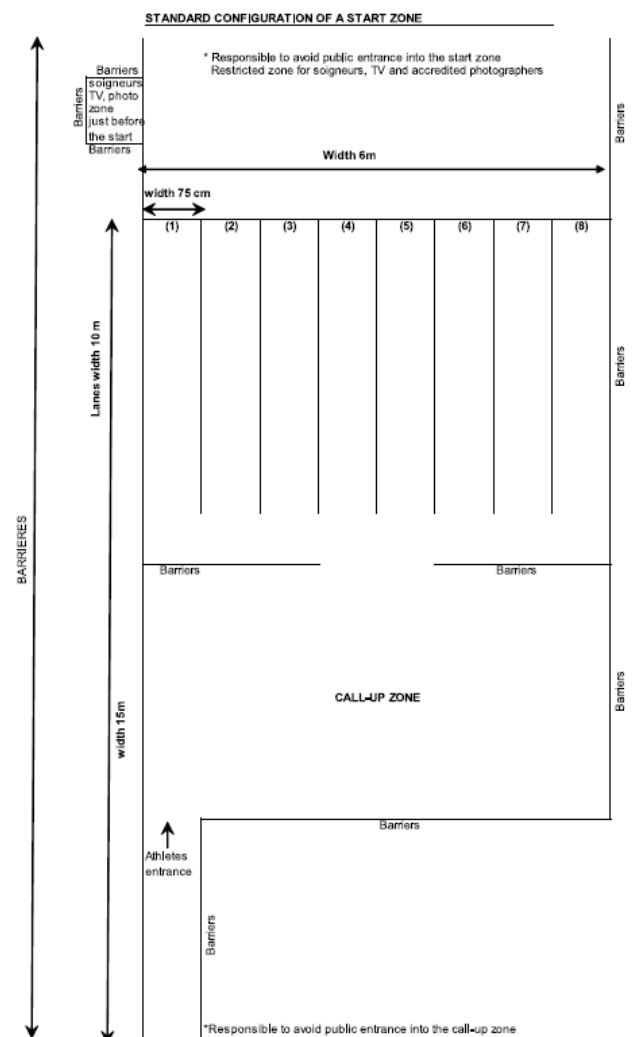 STANDARD CONFIGURATION OF A START ZONE
* Responsible to avoid public entrance into the start zone
Restricted zone for soigneurs, TV and accredited photographers
Barriers
Barriers
soigneurs
TV, photo
zone
just before
the start
Barriers
Barriers
Width 6m
width 75 cm
(1)
(2)
(3)
(4)
(5)
(6)
(7)
(8)
Lanes width 10 m
Barriers
BARRIERES
Barriers
Barriers
CALL-UP ZONE
Barriers
width 15m
Barriers
Athletes
entrance
Barriers
*Responsible to avoid public entrance into the call-up zone